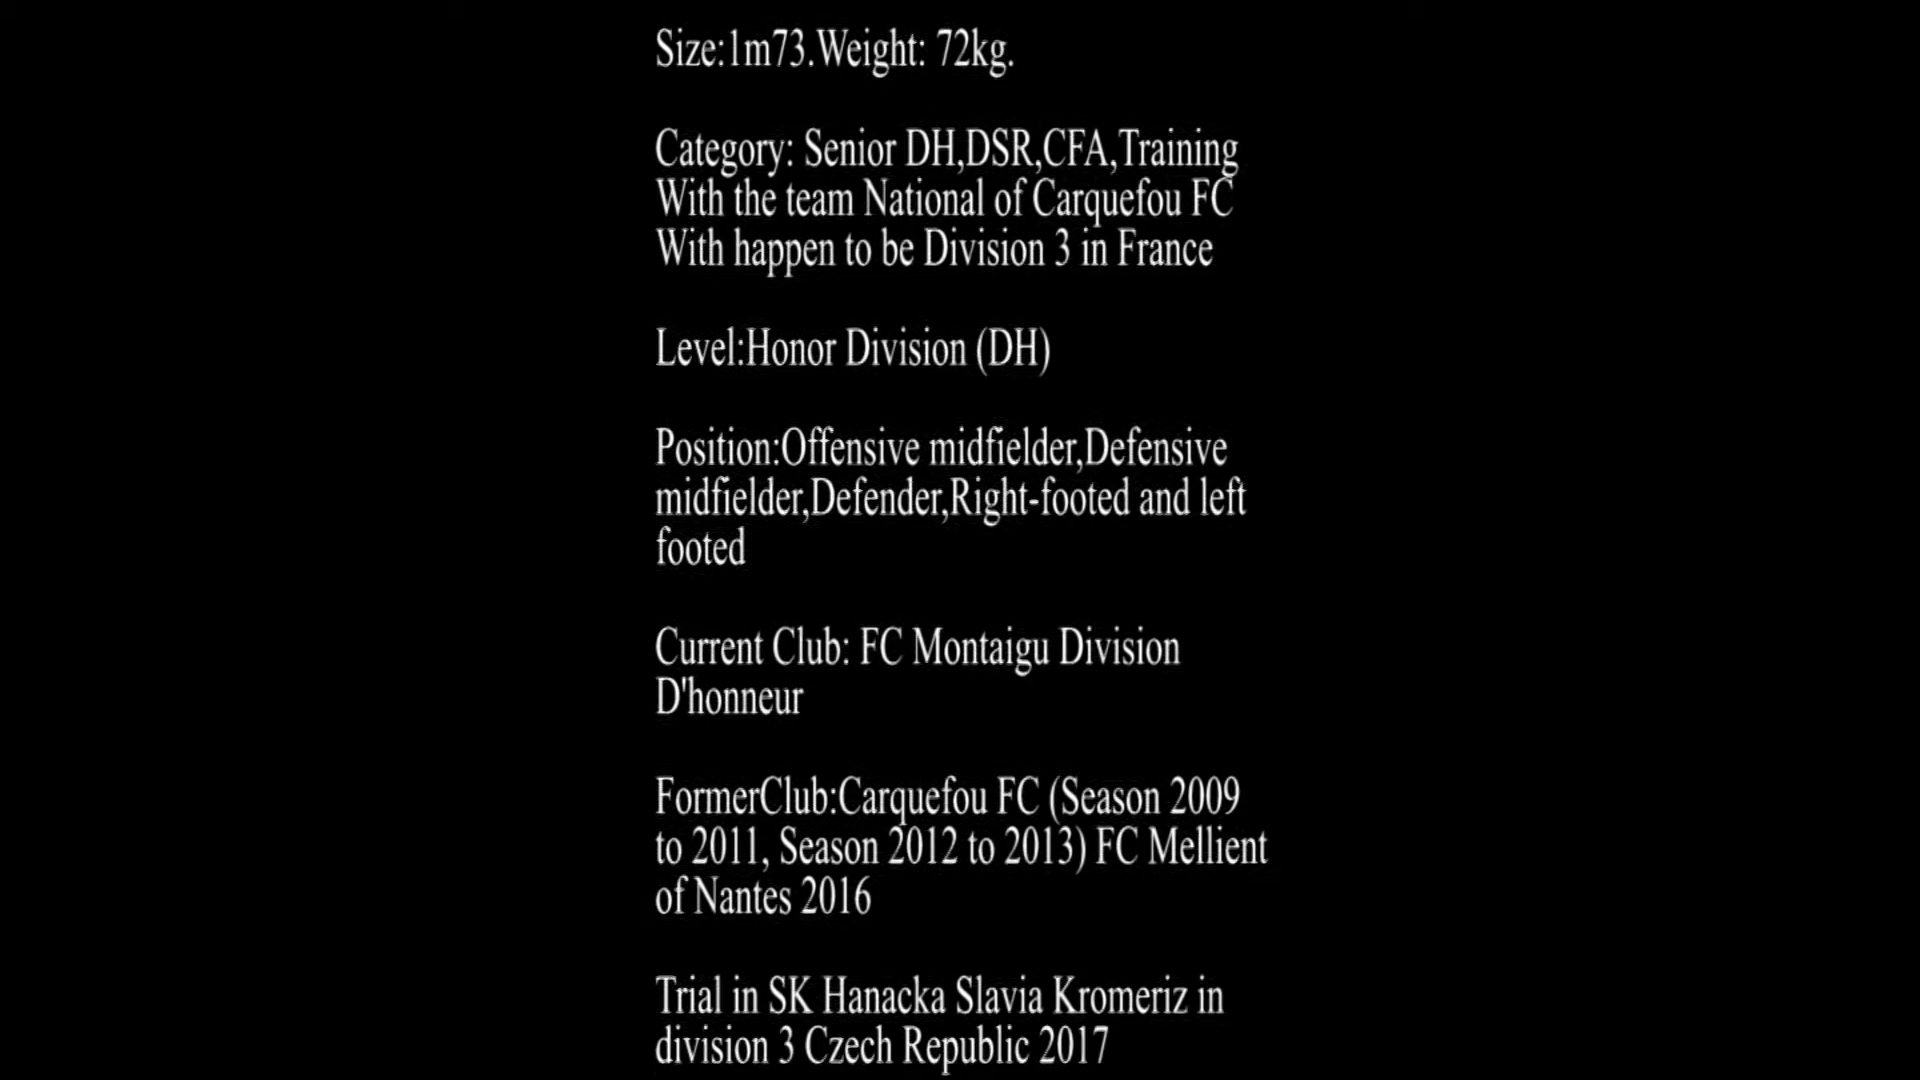 Size:1m73.Weight: 72kg.
Category: Senior DH,DSR,CFA,Training
With the team National of Carquefou FC
With happen to be Division 3 in France
Level:Honor Division (DH)
Position:Offensive midfielder,Defensive
midfielder,Defender,Right-footed and left
footed
Current Club: FC Montaigu Division
D'honneur
FormerClub:Carquefou FC (Season 2009
to 2011, Season 2012 to 2013) FC Mellient
of Nantes 2016
Trial in SK Hanacka Slavia Kromeriz in
division 3 Czech Republic 2017